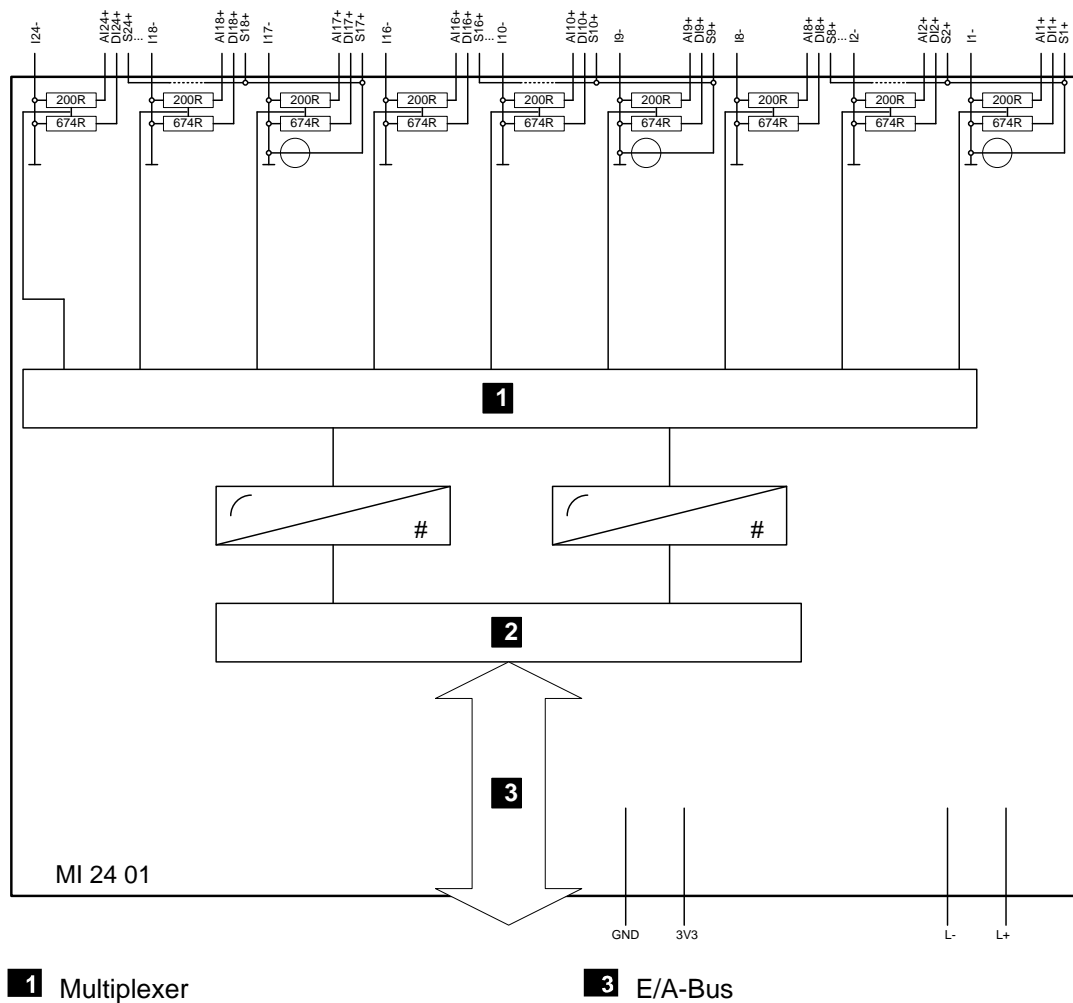 I24- AI24+ DI24+ S24+ ... I18- AI18+ DI18+ S18+ I17- AI17+ DI17+ S17+ I16- AI16+ DI16+ S16+ ... I10- AI10+ DI10+ S10+ I9- AI9+ DI9+ S9+ I8- AI8+ DI8+ S8+ ... I2- AI2+ DI2+ S2+ I1- AI1+ DI1+ S1+
200R 200R 200R 200R 200R 200R 200R 200R 200R
674R 674R 674R 674R 674R 674R 674R 674R 674R
1
# #
2
3
MI 24 01
GND 3V3 L- L+
1 Multiplexer 3 E/A-Bus